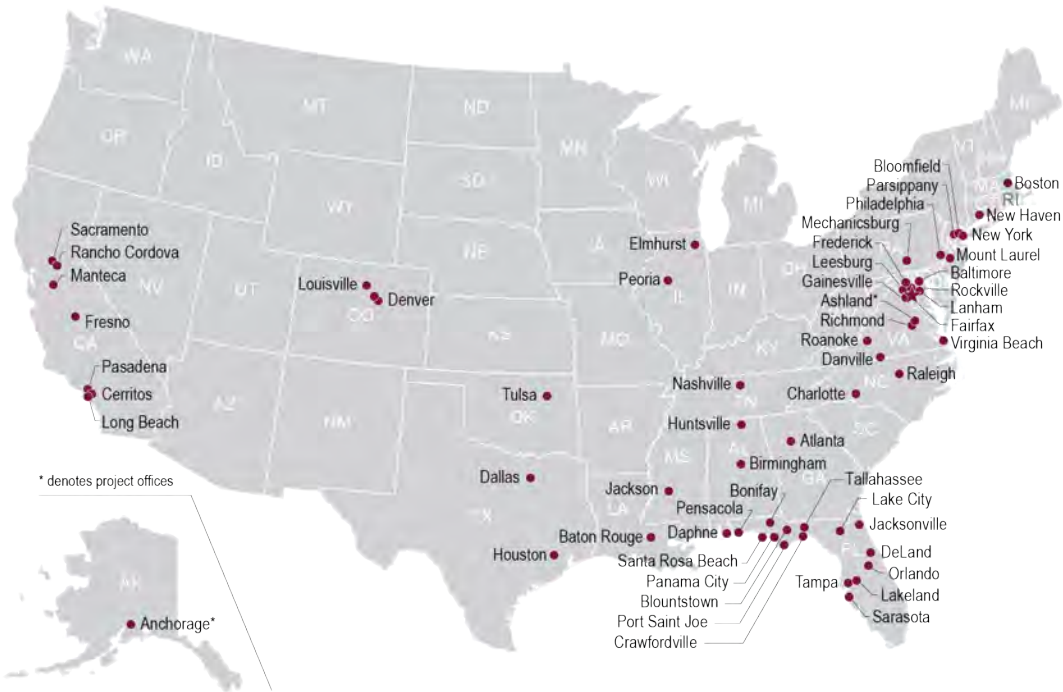 WA
MT
ND
MN
ME
OR
ID
SD
WI
VT
NH
Bloomfield
Parsippany
Philadelphia
Mechanicsburg
Frederick
Leesburg
Gainesville
Ashland*
Richmond
Roanoke
Danville
MA
Boston
RI
New Haven
New York
Mount Laurel
Baltimore
Rockville
Lanham
Fairfax
Virginia Beach
WY
MI
Sacramento
Rancho Cordova
Manteca
Fresno
CA
NV
UT
NE
IA
Elmhurst
Peoria
IL
IN
OH
Louisville
Denver
CO
KS
MO
KY
VA
Pasadena
Cerritos
Long Beach
AZ
NM
Tulsa
OK
AR
Nashville
TN
Charlotte
NC
Raleigh
SC
Huntsville
AL
Atlanta
GA
Birmingham
MS
Dallas
TX
Jackson
LA
Baton Rouge
Houston
Tallahassee
Lake City
Bonifay
Pensacola
Daphne
Jacksonville
Santa Rosa Beach
Panama City
Blountstown
Port Saint Joe
Crawfordville
FL
DeLand
Orlando
Tampa
Lakeland
Sarasota
* denotes project offices
AK
Anchorage*